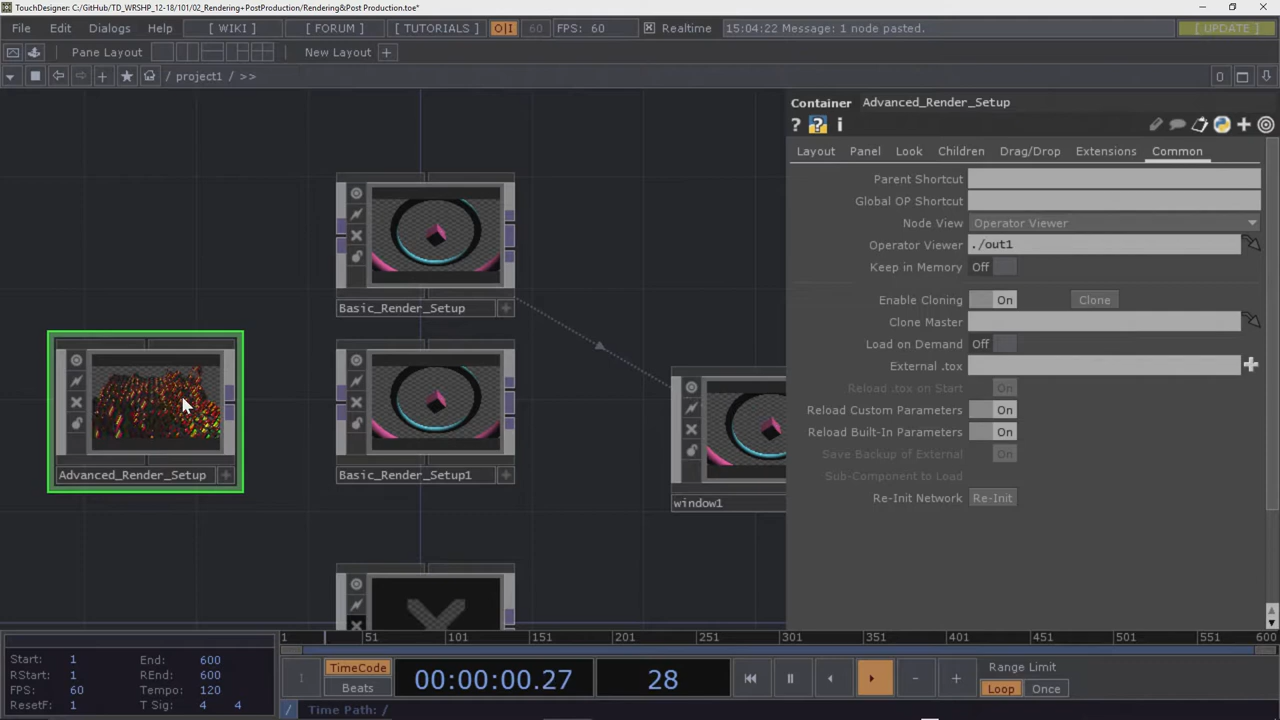 TouchDesigner: C:/GitHub/TD_WRSHP_12-18/101/02_Rendering+PostProduction/Rendering&Post Production.toe*
File Edit Dialogs [ WIKI ] [ FORUM ] [ TUTORIALS ] O|I 60 FPS: 60 Realtime 15:04:22 Message: 1 node pasted. [ UPDATE ]
Pane Layout New Layout +
/ project1 / >> 0
Container Advanced_Render_Setup
? ? i
Layout Panel Look Children Drag/Drop Extensions Common
Parent Shortcut
Global OP Shortcut
Node View Operator Viewer
Operator Viewer ./out1
Keep in Memory Off
Enable Cloning On Clone
Clone Master
Load on Demand Off
External .tox
Reload .tox on Start On
Reload Custom Parameters On
Reload Built-In Parameters On
Save Backup of External On
Sub-Component to Load
Re-Init Network Re-Init
Basic_Render_Setup
Advanced_Render_Setup
Basic_Render_Setup1
window1
1 51 101 151 201 251 301 351 401 451 501 551 600
Start: 1 End: 600
RStart: 1 REnd: 600
FPS: 60 Tempo: 120
ResetF: 1 T Sig: 4 4
1 TimeCode Beats 00:00:00.27 28 - + Range Limit
Loop Once
/ Time Path: /